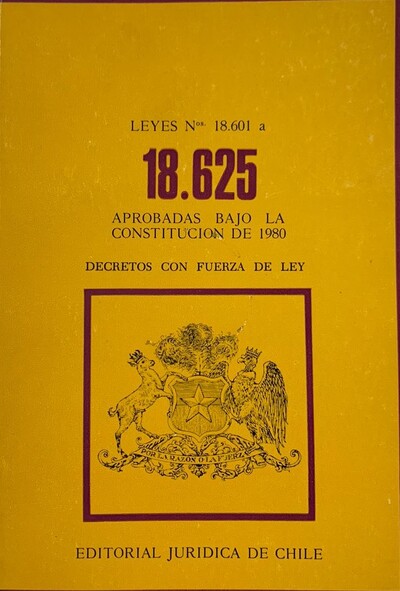 LEYES Nos. 18.601 a
18.625
APROBADAS BAJO LA
CONSTITUCION DE 1980
DECRETOS CON FUERZA DE LEY
POR LA RAZON O LA FUERZ
EDITORIAL JURIDICA DE CHILE